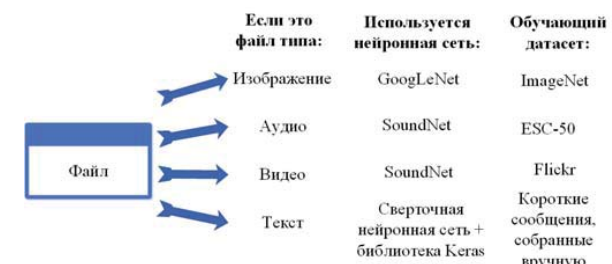 Если это
файл типа:
Используется
нейронная сеть:
Обучающий
датасет:
Файл
Изображение
GoogLeNet
ImageNet
Аудио
SoundNet
ESC-50
Видео
SoundNet
Flickr
Текст
Сверточная
нейронная сеть +
библиотека Keras
Короткие
сообщения,
собранные
вручную